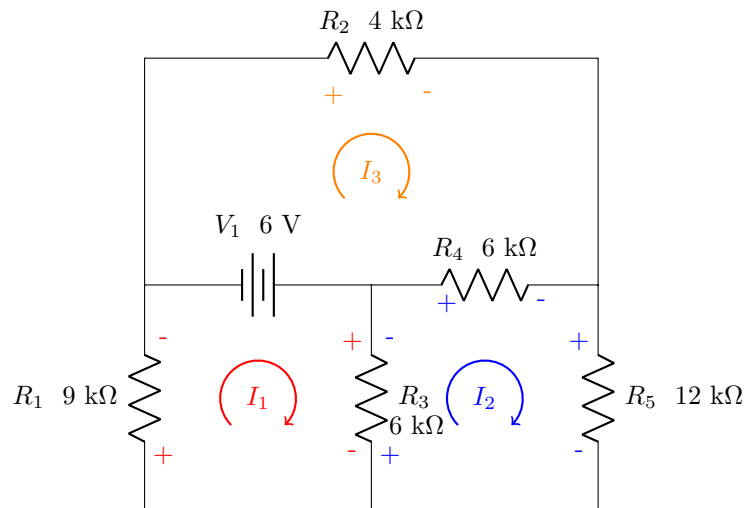 R₂ 4 kΩ
+ -
I₃
V₁ 6 V
R₄ 6 kΩ
+ -
- + - +
R₁ 9 kΩ
I₁
R₃
6 kΩ
I₂
R₅ 12 kΩ
+ - + -